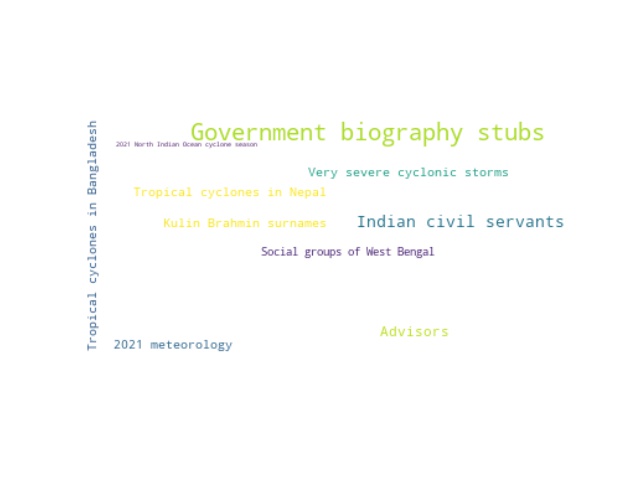 Government biography stubs
2021 North Indian Ocean cyclone season
Very severe cyclonic storms
Tropical cyclones in Nepal
Kulin Brahmin surnames
Indian civil servants
Social groups of West Bengal
Tropical cyclones in Bangladesh
Advisors
2021 meteorology